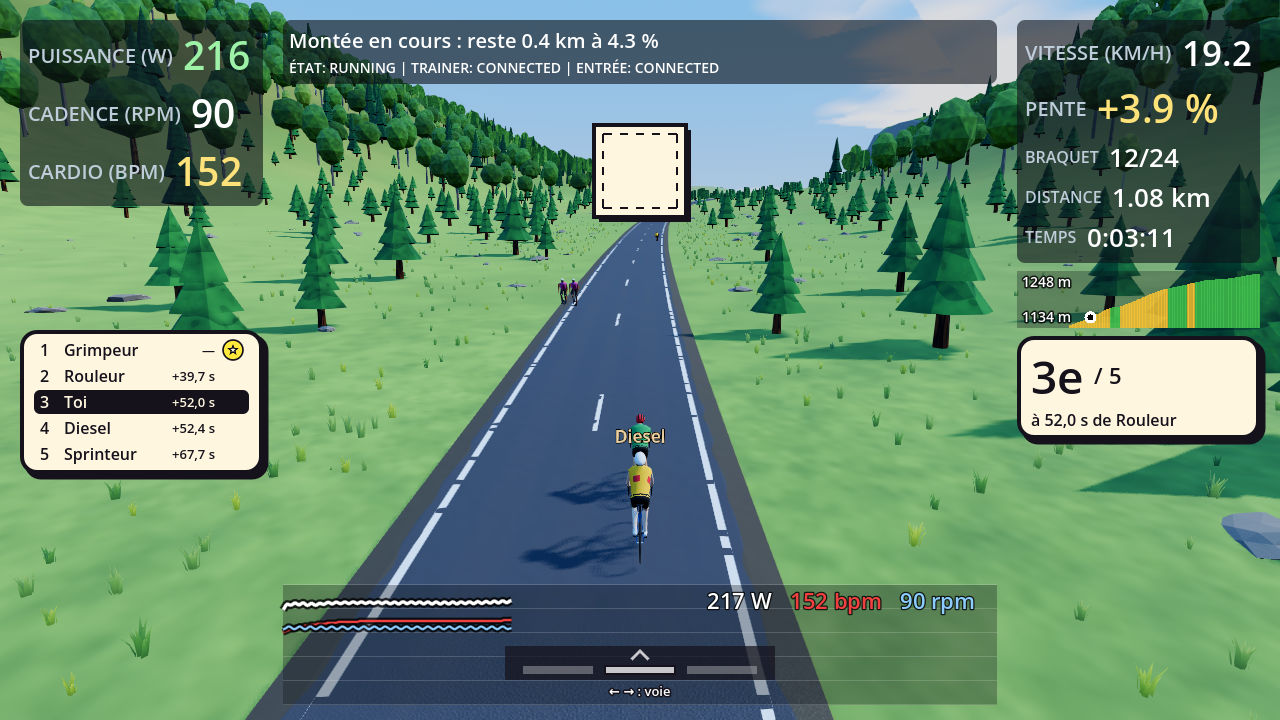 PUISSANCE (W) 216
CADENCE (RPM) 90
CARDIO (BPM) 152
Montée en cours : reste 0.4 km à 4.3 %
ÉTAT: RUNNING | TRAINER: CONNECTED | ENTRÉE: CONNECTED
VITESSE (KM/H) 19.2
PENTE +3.9 %
BRAQUET 12/24
DISTANCE 1.08 km
TEMPS 0:03:11
1248 m
1134 m
1 Grimpeur —
2 Rouleur +39,7 s
3 Toi +52,0 s
4 Diesel +52,4 s
5 Sprinteur +67,7 s
3e / 5
à 52,0 s de Rouleur
Diesel
217 W 152 bpm 90 rpm
← → : voie